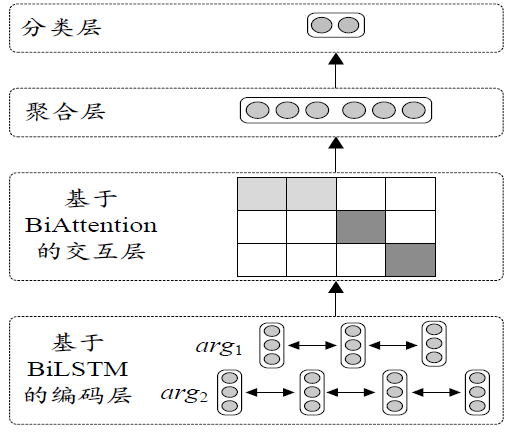 分类层
聚合层
基于
BiAttention
的交互层
arg₁
基于
BiLSTM
的编码层
arg₂